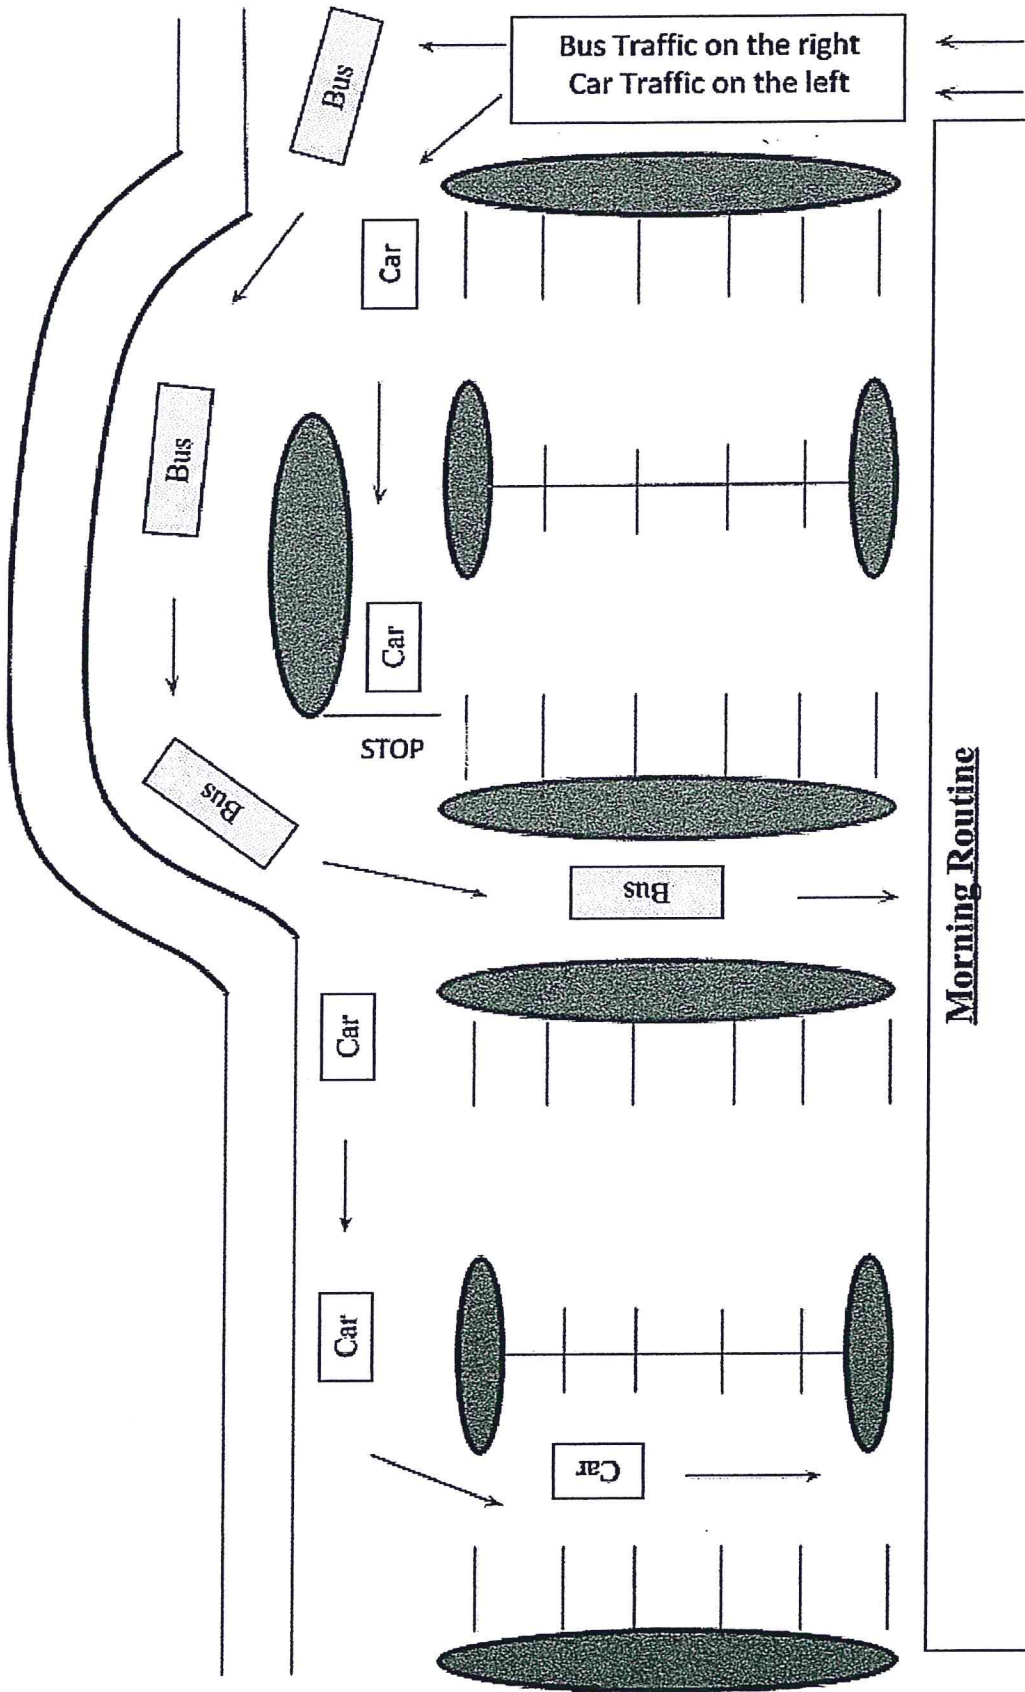 Bus Traffic on the right
Car Traffic on the left
Bus
Car
Bus
Car
STOP
Bus
Bus
Car
Car
Car
Morning Routine